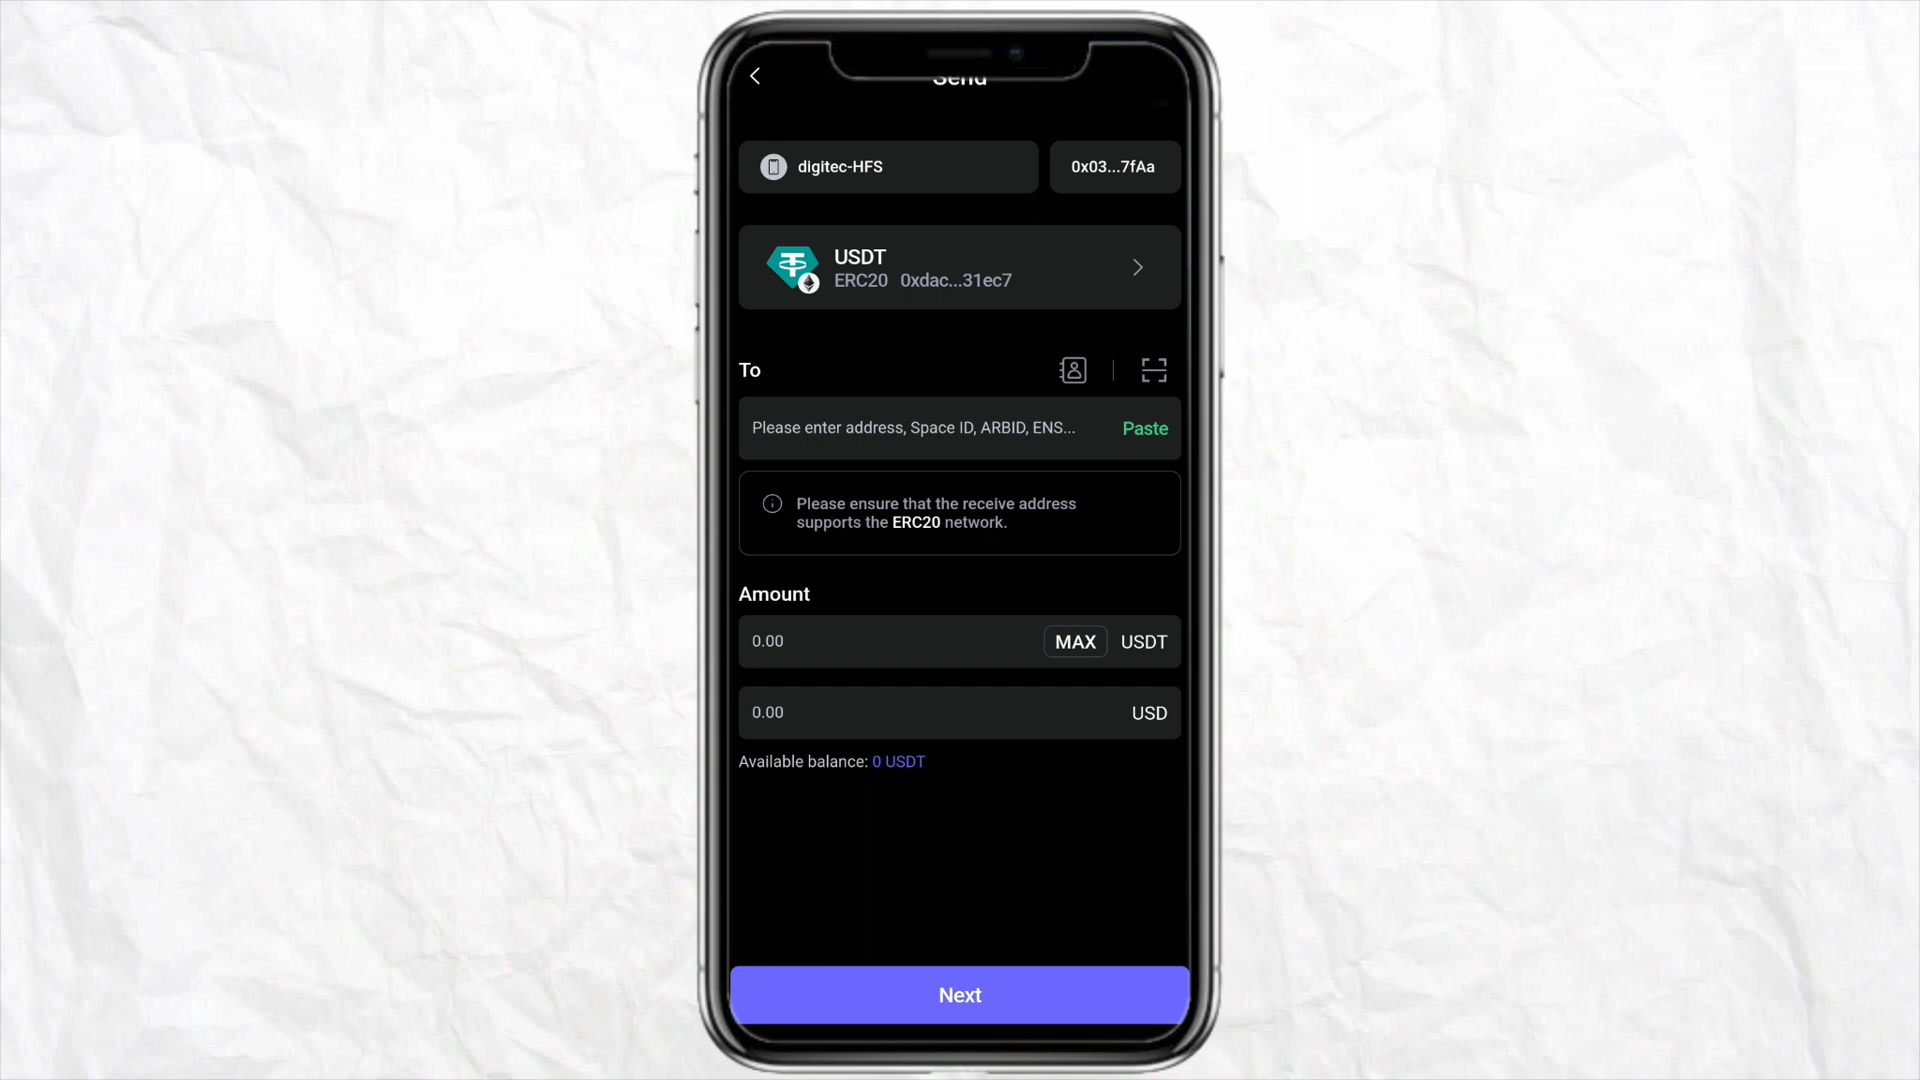 Send
digitec-HFS
0x03...7fAa
USDT
ERC20 0xdac...31ec7
To
Please enter address, Space ID, ARBID, ENS...
Paste
Please ensure that the receive address
supports the ERC20 network.
Amount
0.00
MAX USDT
0.00
USD
Available balance: 0 USDT
Next